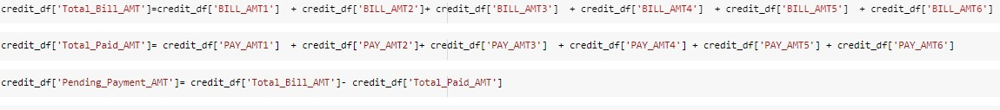 credit_df['Total_Bill_AMT']=credit_df['BILL_AMT1']  + credit_df['BILL_AMT2']+ credit_df['BILL_AMT3']  + credit_df['BILL_AMT4']  + credit_df['BILL_AMT5']  + credit_df['BILL_AMT6']
credit_df['Total_Paid_AMT']= credit_df['PAY_AMT1']  + credit_df['PAY_AMT2']+ credit_df['PAY_AMT3']  + credit_df['PAY_AMT4'] + credit_df['PAY_AMT5'] + credit_df['PAY_AMT6']
credit_df['Pending_Payment_AMT']= credit_df['Total_Bill_AMT']- credit_df['Total_Paid_AMT']